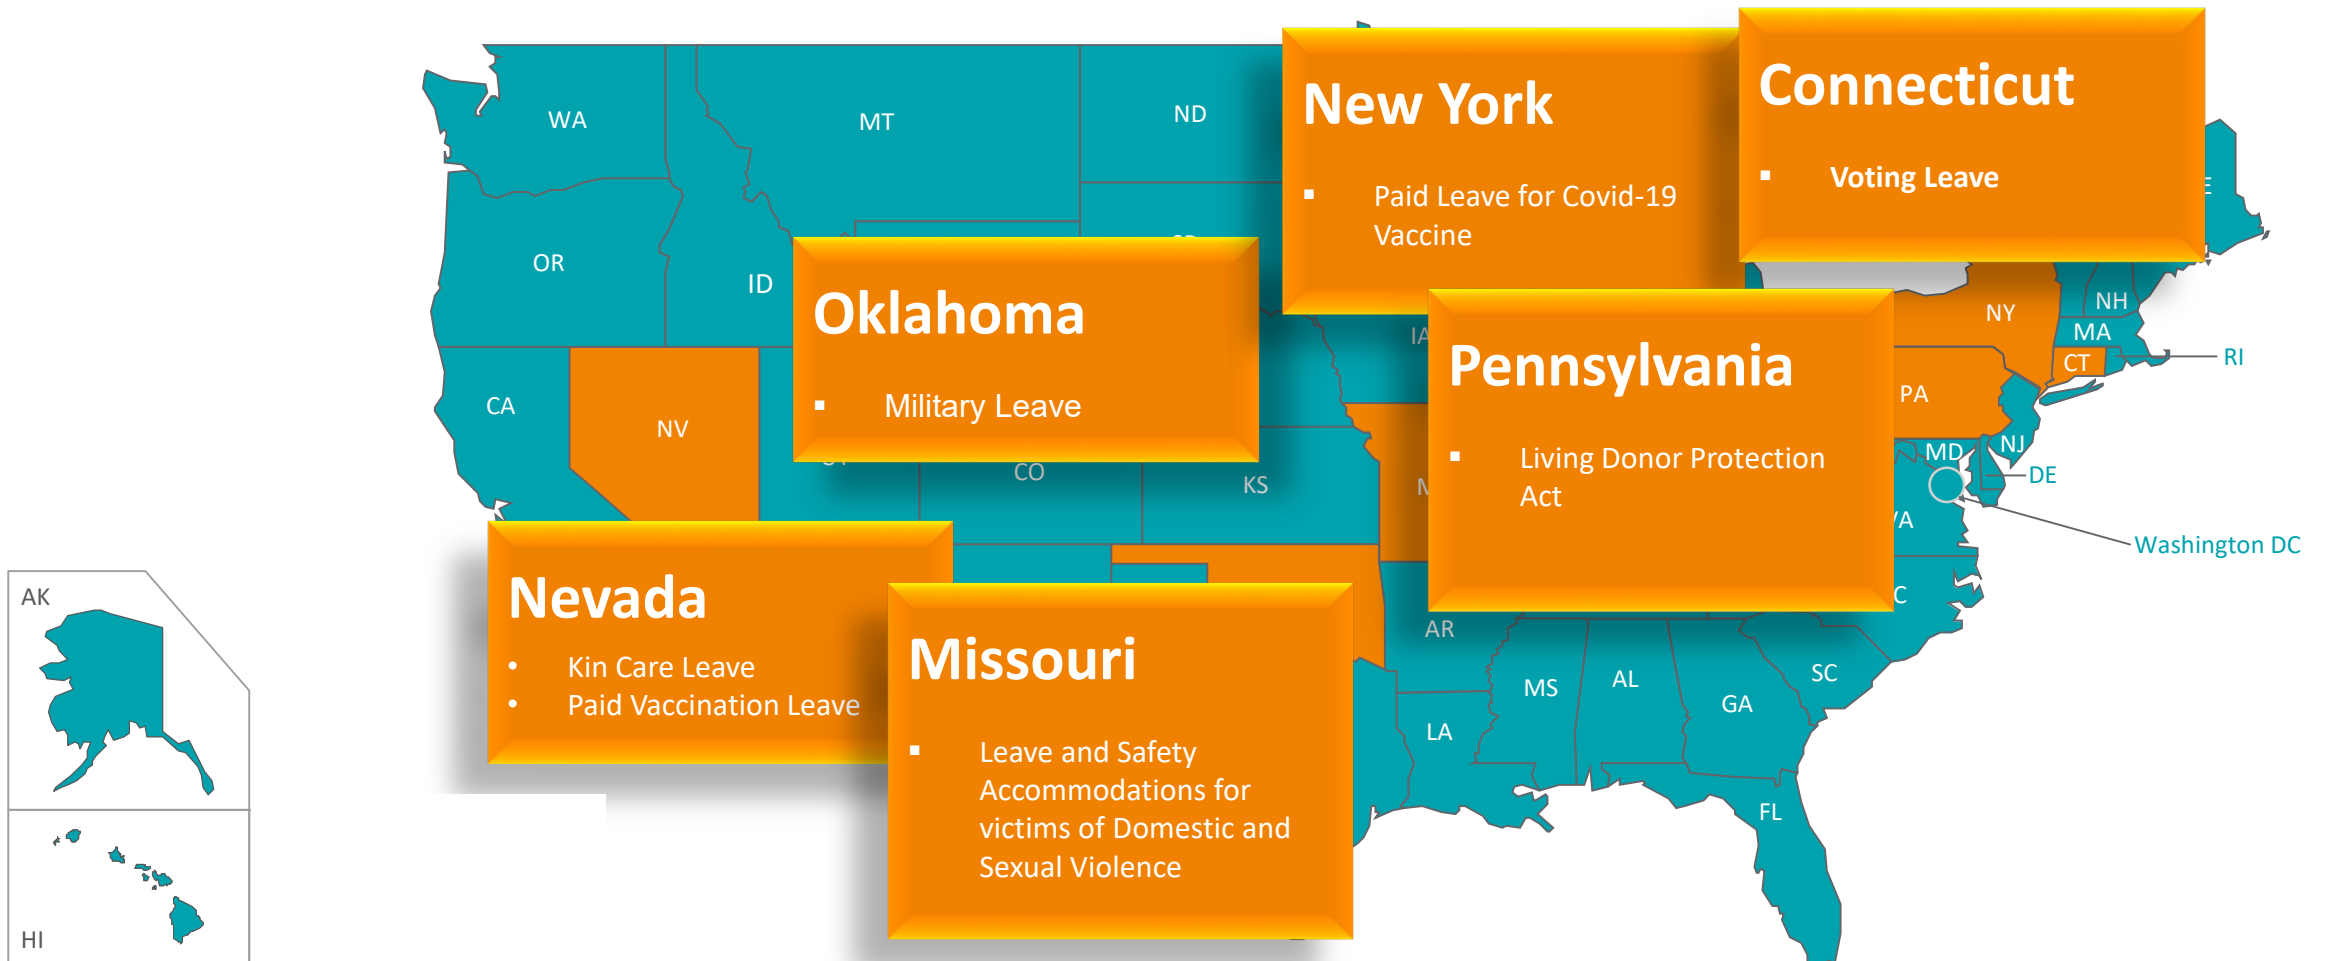 WA
MT
ND
OR
ID
CA
NV
CO
KS
NY
NH
MA
CT
RI
PA
NJ
MD
DE
Washington DC
AR
MS
AL
GA
SC
LA
FL
AK
HI
New York
▪ Paid Leave for Covid-19
Vaccine
Connecticut
▪ Voting Leave
Oklahoma
▪ Military Leave
Pennsylvania
▪ Living Donor Protection
Act
Nevada
• Kin Care Leave
• Paid Vaccination Leave
Missouri
▪ Leave and Safety
Accommodations for
victims of Domestic and
Sexual Violence